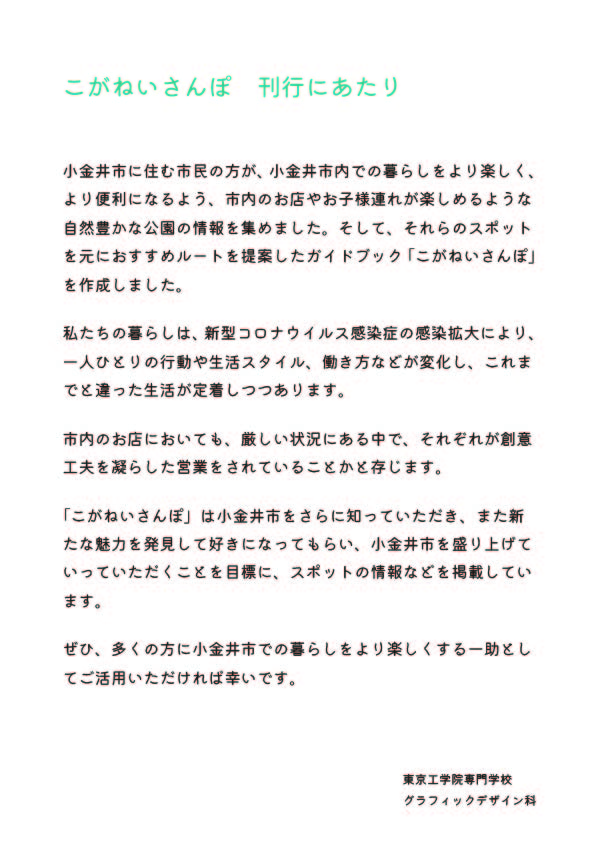 こがねいさんぽ　刊行にあたり
小金井市に住む市民の方が、小金井市内での暮らしをより楽しく、
より便利になるよう、市内のお店やお子様連れが楽しめるような
自然豊かな公園の情報を集めました。そして、それらのスポット
を元におすすめルートを提案したガイドブック「こがねいさんぽ」
を作成しました。
私たちの暮らしは、新型コロナウイルス感染症の感染拡大により、
一人ひとりの行動や生活スタイル、働き方などが変化し、これま
でと違った生活が定着しつつあります。
市内のお店においても、厳しい状況にある中で、それぞれが創意
工夫を凝らした営業をされていることかと存じます。
「こがねいさんぽ」は小金井市をさらに知っていただき、また新
たな魅力を発見して好きになってもらい、小金井市を盛り上げて
いっていただくことを目標に、スポットの情報などを掲載してい
ます。
ぜひ、多くの方に小金井市での暮らしをより楽しくする一助とし
てご活用いただければ幸いです。
東京工学院専門学校
グラフィックデザイン科